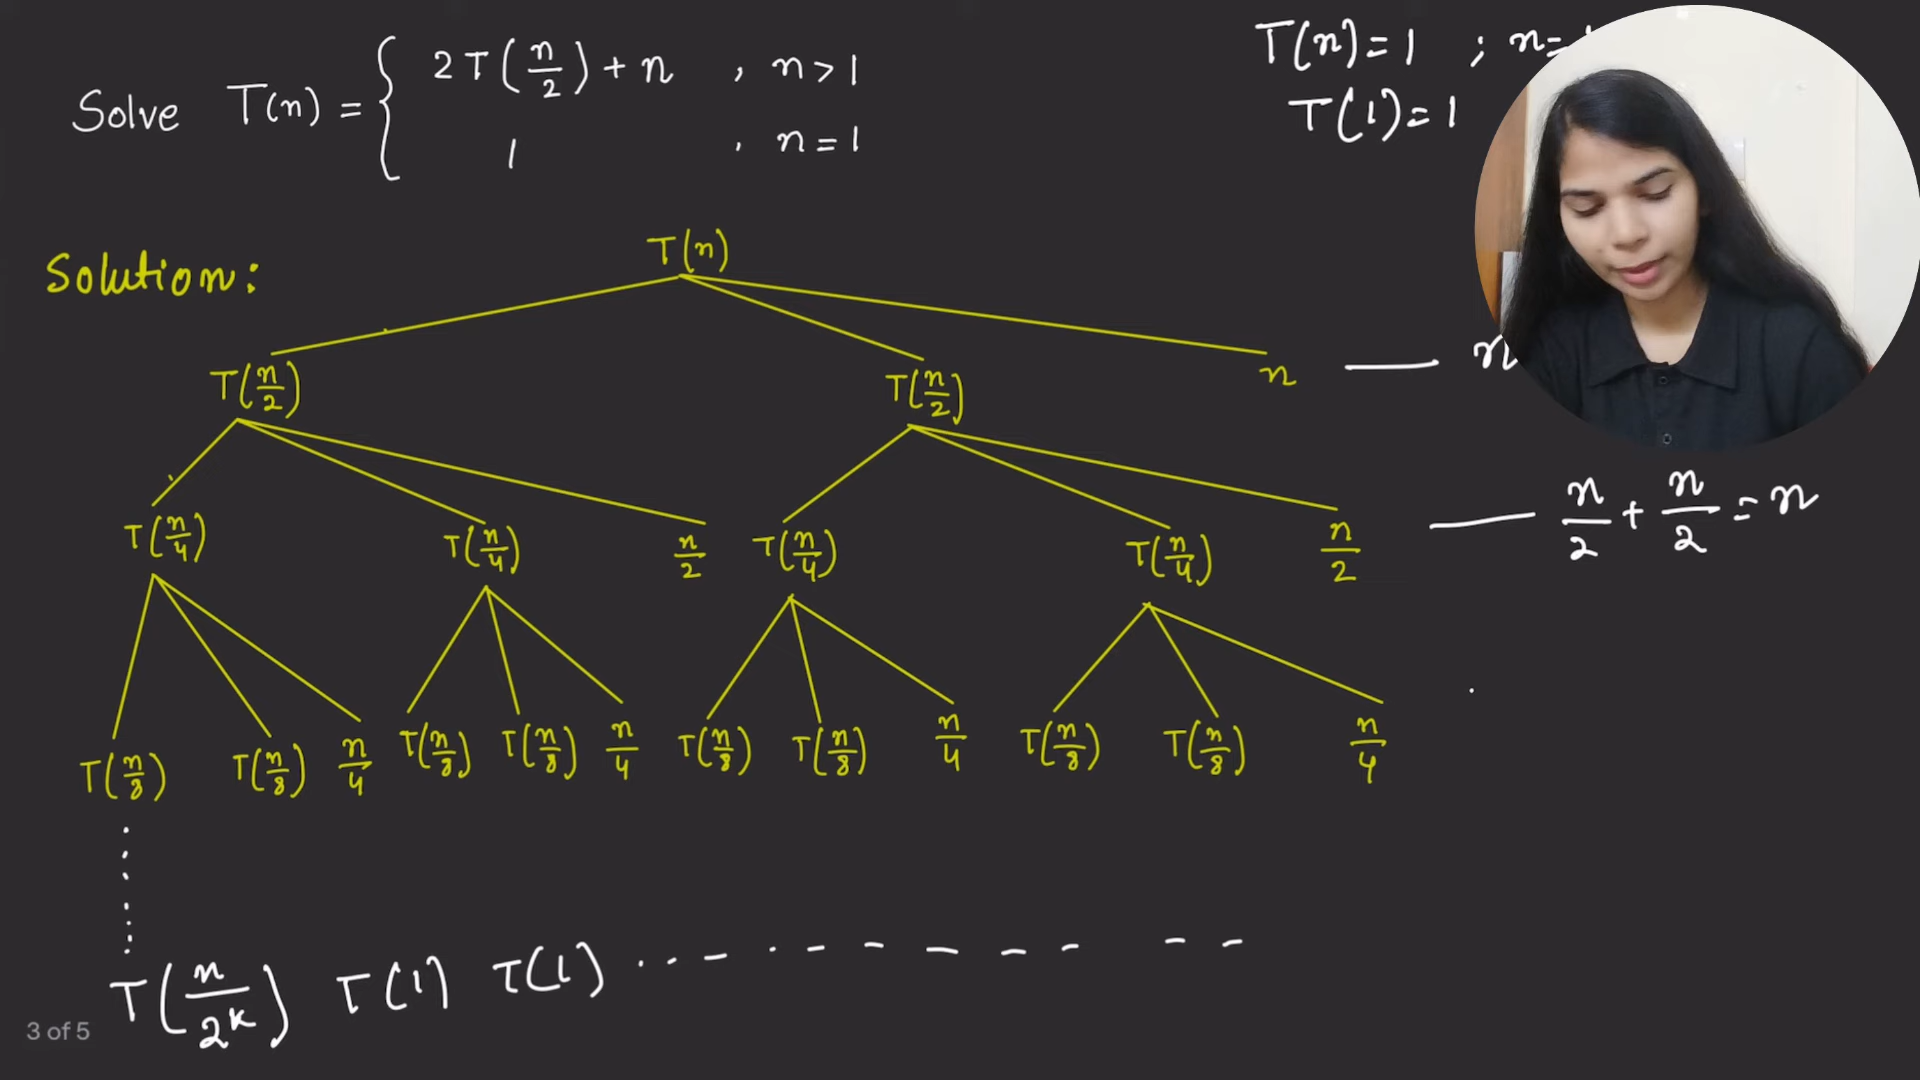 Solve T(n) = { 2T(n/2) + n , n > 1
1 , n = 1
T(n) = 1 ; n =
T(1) = 1
Solution:
T(n)
T(n/2) T(n/2) n —— n
T(n/4) T(n/4) n/2 T(n/4) T(n/4) n/2 —— n/2 + n/2 = n
T(n/8) T(n/8) n/4 T(n/8) T(n/8) n/4 T(n/8) T(n/8) n/4 T(n/8) T(n/8) n/4
T(n/2^k) T(1) T(1) ..-- . - - - - - - -
3 of 5